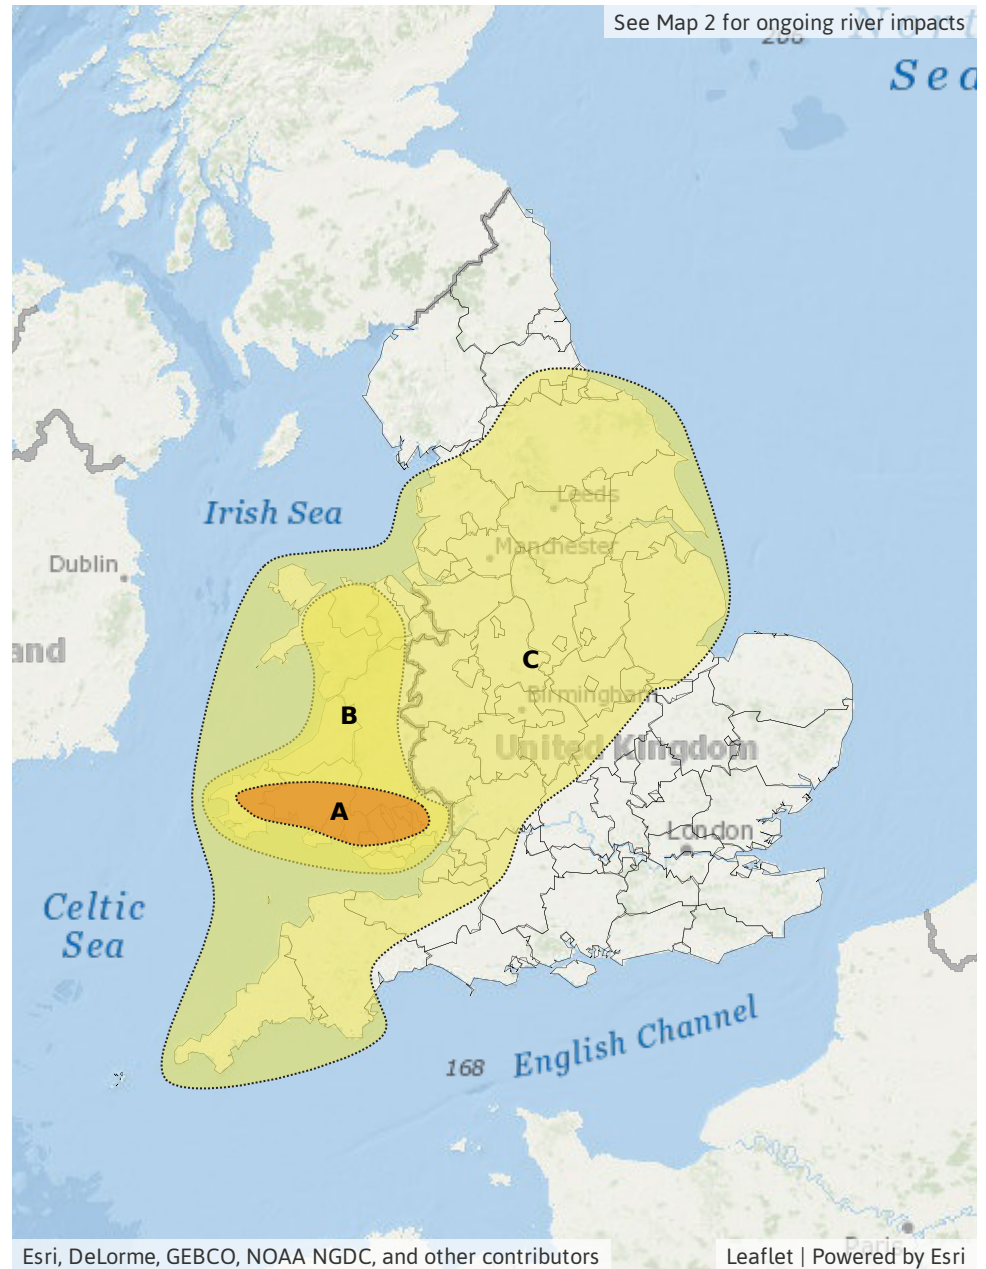 See Map 2 for ongoing river impacts
Sea
Irish Sea
Leeds
Manchester
Dublin
and
C
Birmingham
B
United Kingdom
A
London
Celtic
Sea
English Channel
168
Paris
Esri, DeLorme, GEBCO, NOAA NGDC, and other contributors
Leaflet | Powered by Esri